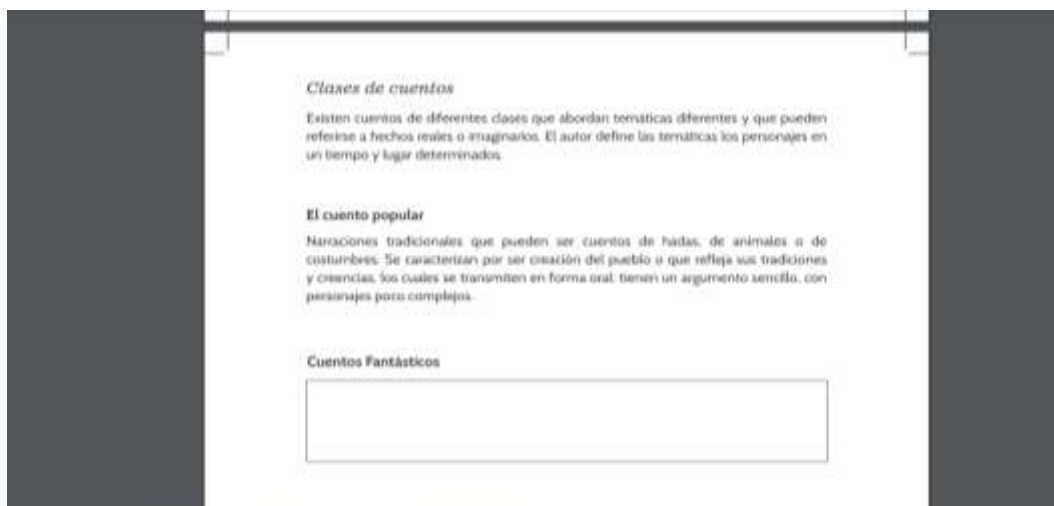 Clases de cuentos
Existen cuentos de diferentes clases que abordan temáticas diferentes y que pueden
referirse a hechos reales o imaginarios. El autor define las temáticas los personajes en
un tiempo y lugar determinados.
El cuento popular
Narraciones tradicionales que pueden ser cuentos de hadas, de animales o de
costumbres. Se caracterizan por ser creación del pueblo o que refleja sus tradiciones
y creencias, los cuales se transmiten en forma oral, tienen un argumento sencillo, con
personajes poco complejos.
Cuentos Fantásticos